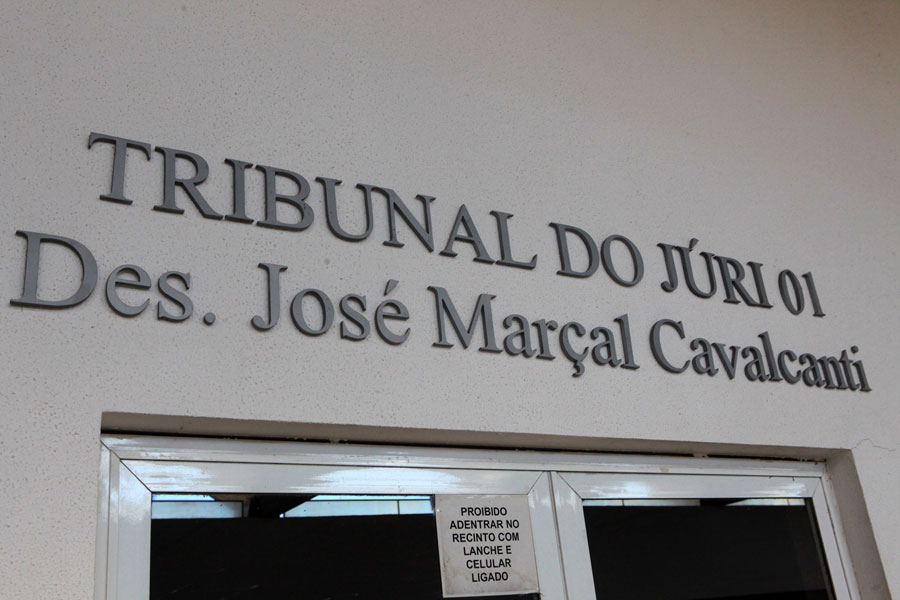 TRIBUNAL DO JÚRI 01
Des. José Marçal Cavalcanti
PROIBIDO
ADENTRAR NO
RECINTO COM
LANCHE E
CELULAR
LIGADO